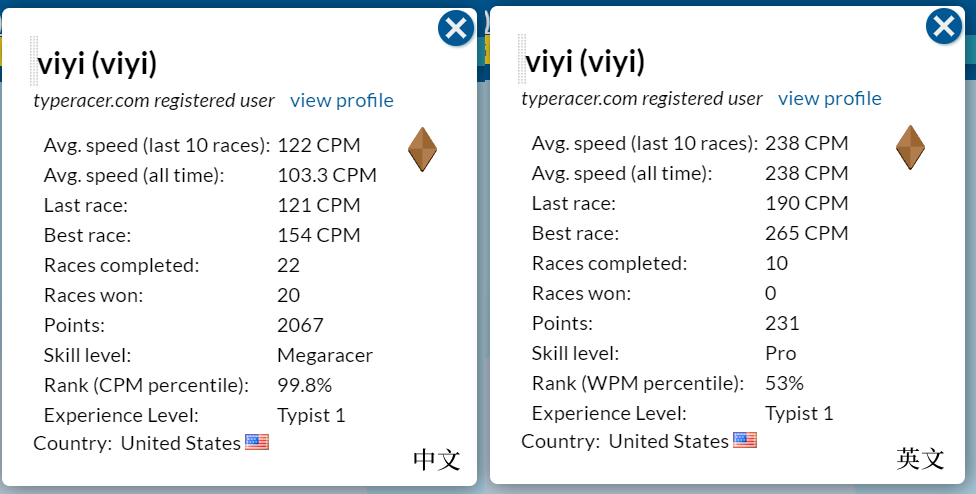 viyi (viyi)
typeracer.com registered user view profile
Avg. speed (last 10 races): 122 CPM
Avg. speed (all time): 103.3 CPM
Last race: 121 CPM
Best race: 154 CPM
Races completed: 22
Races won: 20
Points: 2067
Skill level: Megaracer
Rank (CPM percentile): 99.8%
Experience Level: Typist 1
Country: United States
中文
viyi (viyi)
typeracer.com registered user view profile
Avg. speed (last 10 races): 238 CPM
Avg. speed (all time): 238 CPM
Last race: 190 CPM
Best race: 265 CPM
Races completed: 10
Races won: 0
Points: 231
Skill level: Pro
Rank (WPM percentile): 53%
Experience Level: Typist 1
Country: United States
英文